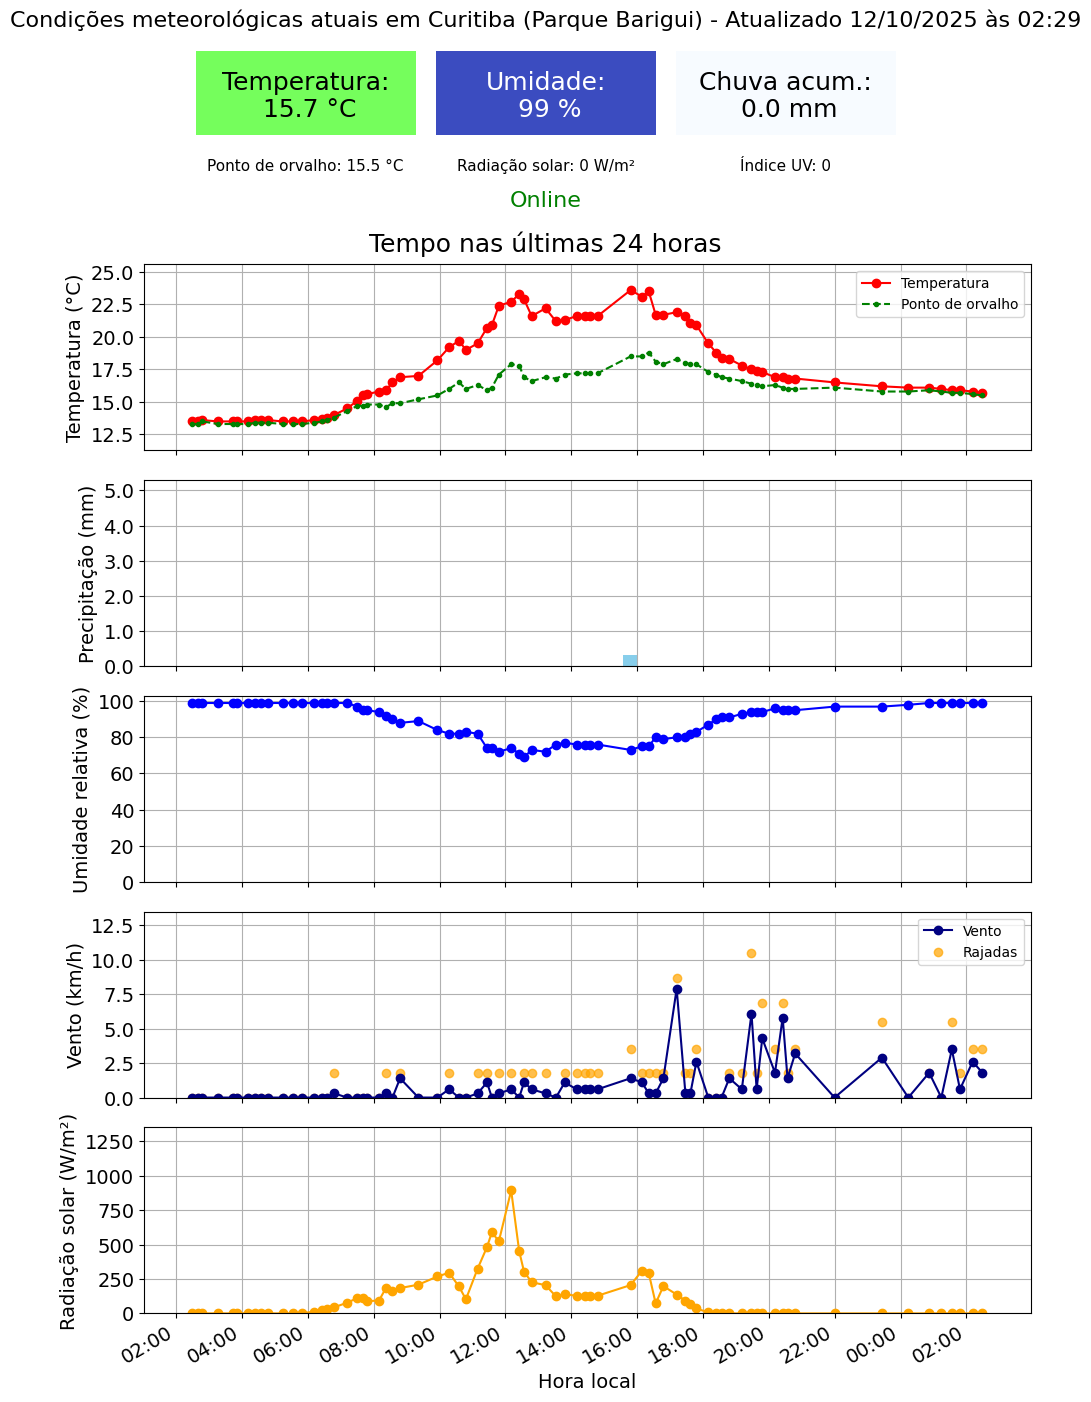 Condições meteorológicas atuais em Curitiba (Parque Barigui) - Atualizado 12/10/2025 às 02:29
Temperatura:
15.7 °C
Umidade:
99 %
Chuva acum.:
0.0 mm
Ponto de orvalho: 15.5 °C
Radiação solar: 0 W/m²
Índice UV: 0
Online
Tempo nas últimas 24 horas
Temperatura (°C)
25.0
22.5
20.0
17.5
15.0
12.5
Temperatura
Ponto de orvalho
Precipitação (mm)
5.0
4.0
3.0
2.0
1.0
0.0
Umidade relativa (%)
100
80
60
40
20
0
Vento (km/h)
12.5
10.0
7.5
5.0
2.5
0.0
Vento
Rajadas
Radiação solar (W/m²)
1250
1000
750
500
250
0
02:00
04:00
06:00
08:00
10:00
12:00
14:00
16:00
18:00
20:00
22:00
00:00
02:00
Hora local